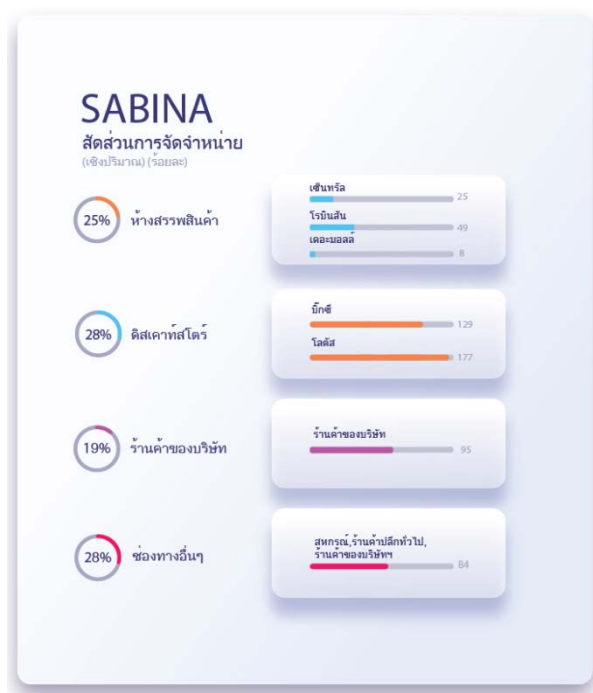 SABINA
สัดส่วนการจัดจำหน่าย
(เชิงปริมาณ) (ร้อยละ)
25% ห้างสรรพสินค้า
เซ็นทรัล
25
โรบินสัน
49
เดอะมอลล์
8
28% ดิสเคาท์สโตร์
บิ๊กซี
129
โลตัส
177
19% ร้านค้าของบริษัท
ร้านค้าของบริษัท
95
28% ช่องทางอื่นๆ
สหกรณ์,ร้านค้าปลีกทั่วไป,
ร้านค้าของบริษัทฯ
84